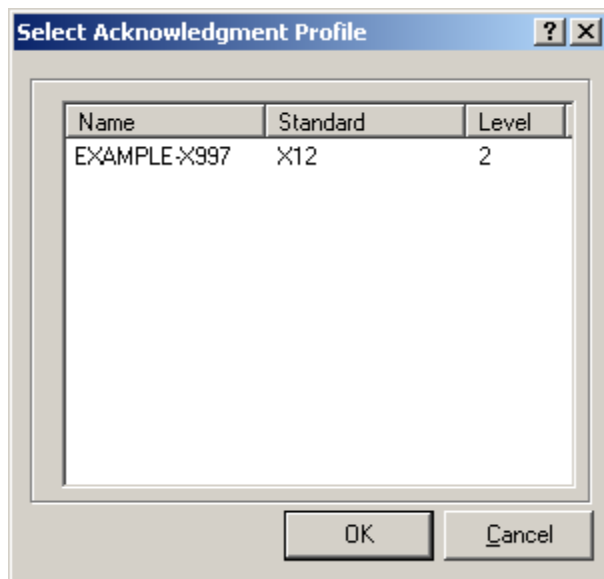 Select Acknowledgment Profile ? X
Name Standard Level
EXAMPLE-X997 X12 2
OK Cancel